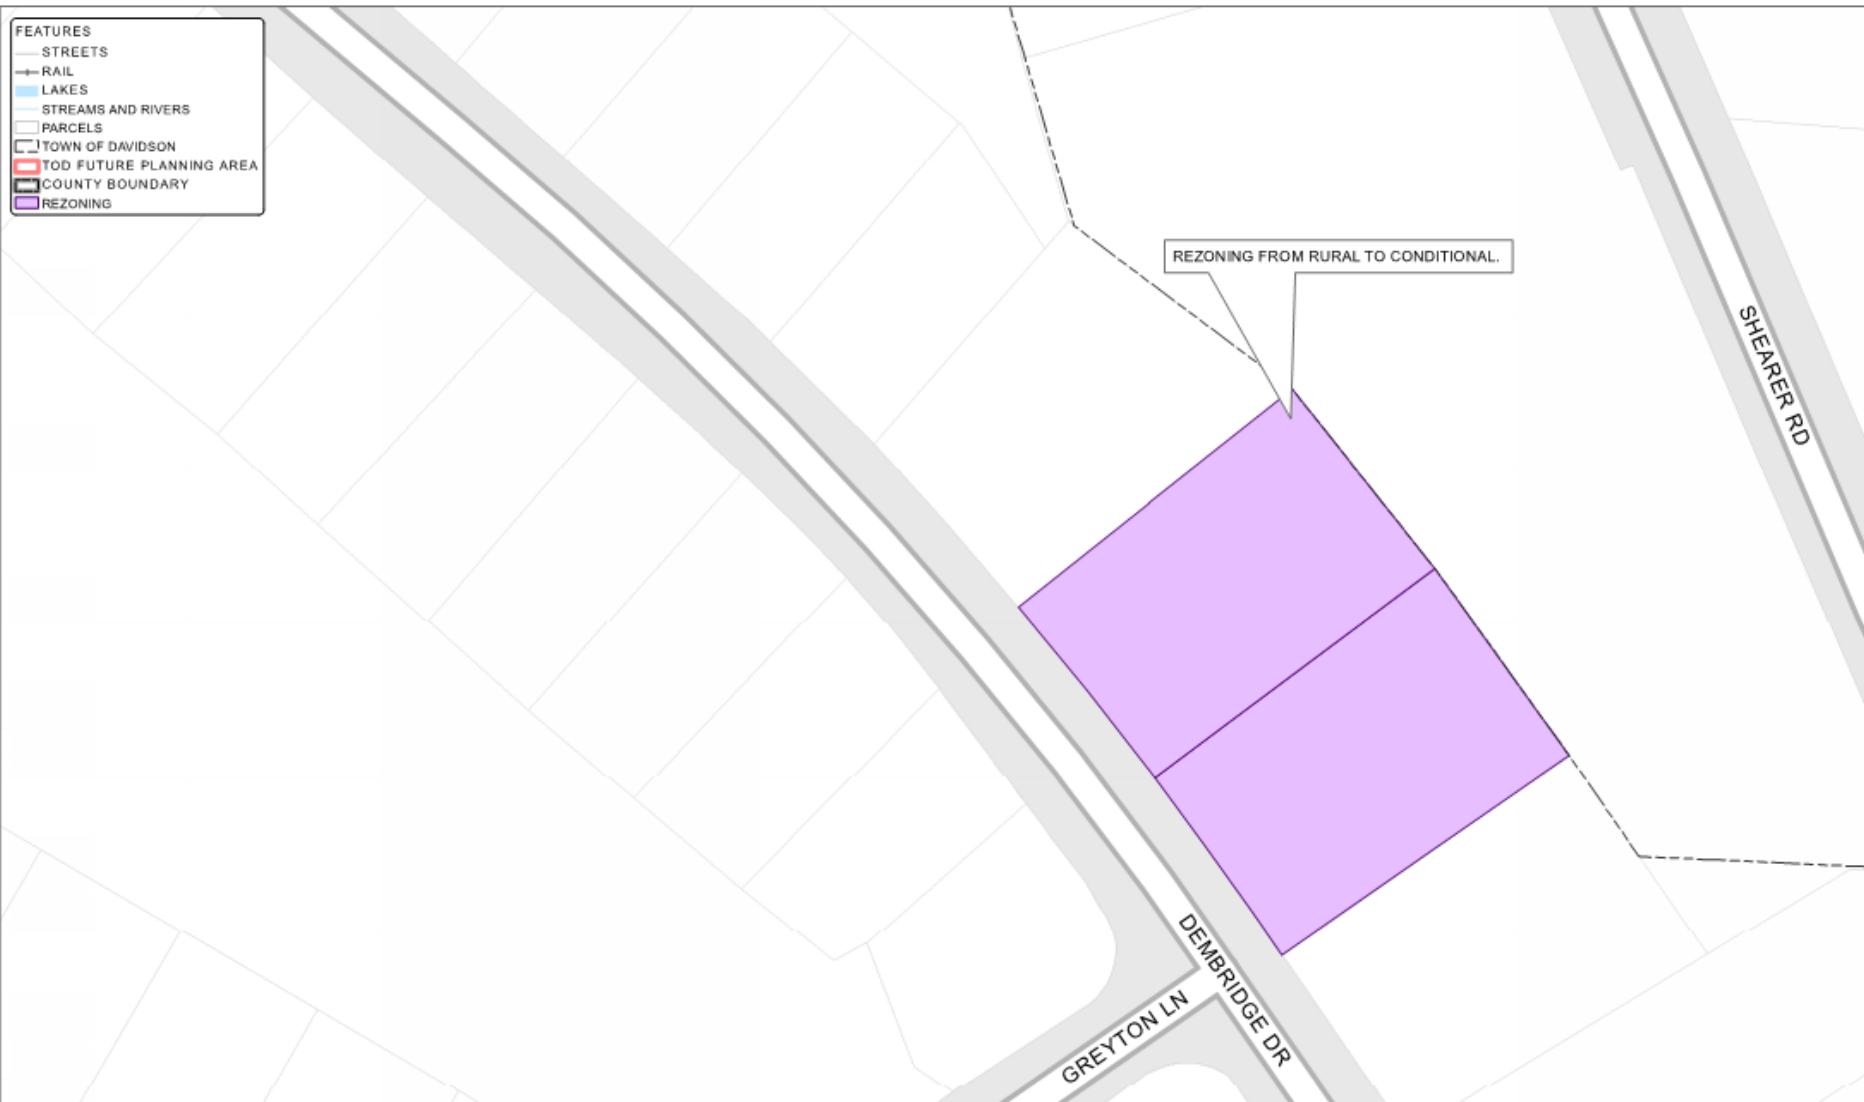 FEATURES
STREETS
RAIL
LAKES
STREAMS AND RIVERS
PARCELS
TOWN OF DAVIDSON
TOD FUTURE PLANNING AREA
COUNTY BOUNDARY
REZONING
REZONING FROM RURAL TO CONDITIONAL.
SHEARER RD
DEMBRIDGE DR
GREYTON LN